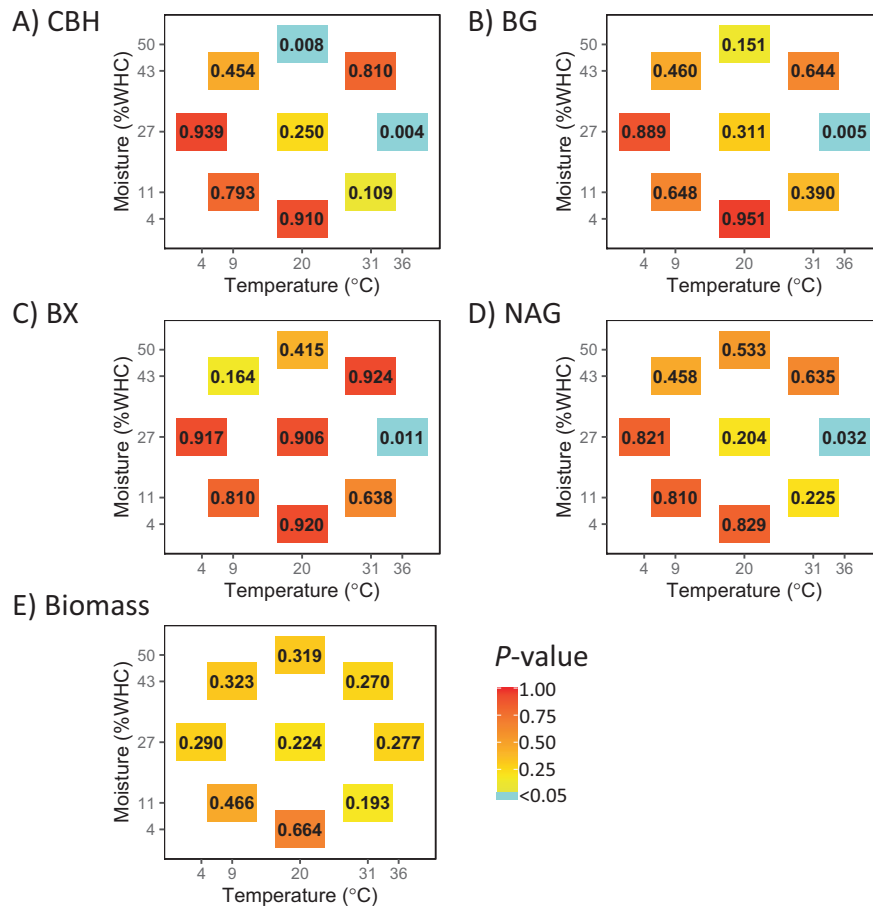 A) CBH
Moisture (%WHC)
50
43
27
11
4
0.008
0.454 0.810
0.939 0.250 0.004
0.793 0.109
0.910
4 9 20 31 36
Temperature (°C)
B) BG
Moisture (%WHC)
50
43
27
11
4
0.151
0.460 0.644
0.889 0.311 0.005
0.648 0.390
0.951
4 9 20 31 36
Temperature (°C)
C) BX
Moisture (%WHC)
50
43
27
11
4
0.415
0.164 0.924
0.917 0.906 0.011
0.810 0.638
0.920
4 9 20 31 36
Temperature (°C)
D) NAG
Moisture (%WHC)
50
43
27
11
4
0.533
0.458 0.635
0.821 0.204 0.032
0.810 0.225
0.829
4 9 20 31 36
Temperature (°C)
E) Biomass
Moisture (%WHC)
50
43
27
11
4
0.319
0.323 0.270
0.290 0.224 0.277
0.466 0.193
0.664
4 9 20 31 36
Temperature (°C)
P-value
1.00
0.75
0.50
0.25
<0.05